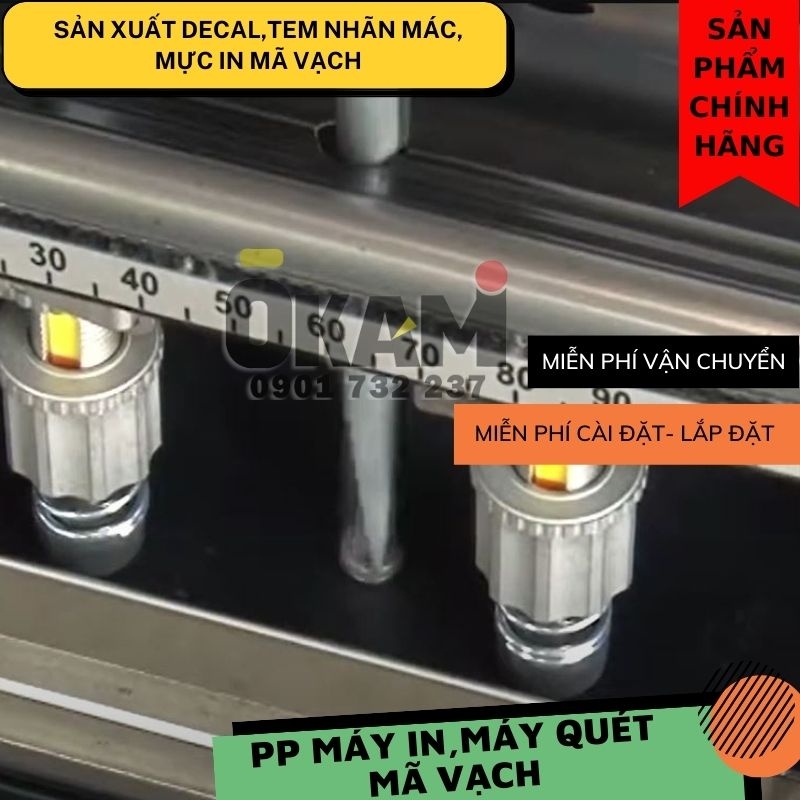 SẢN XUẤT DECAL,TEM NHÃN MÁC,
MỰC IN MÃ VẠCH
SẢN
PHẨM
CHÍNH
HÃNG
30 40 50 60 70 80 90
OKAMI
0901 732 237
MIỄN PHÍ VẬN CHUYỂN
MIỄN PHÍ CÀI ĐẶT- LẮP ĐẶT
PP MÁY IN,MÁY QUÉT
MÃ VẠCH